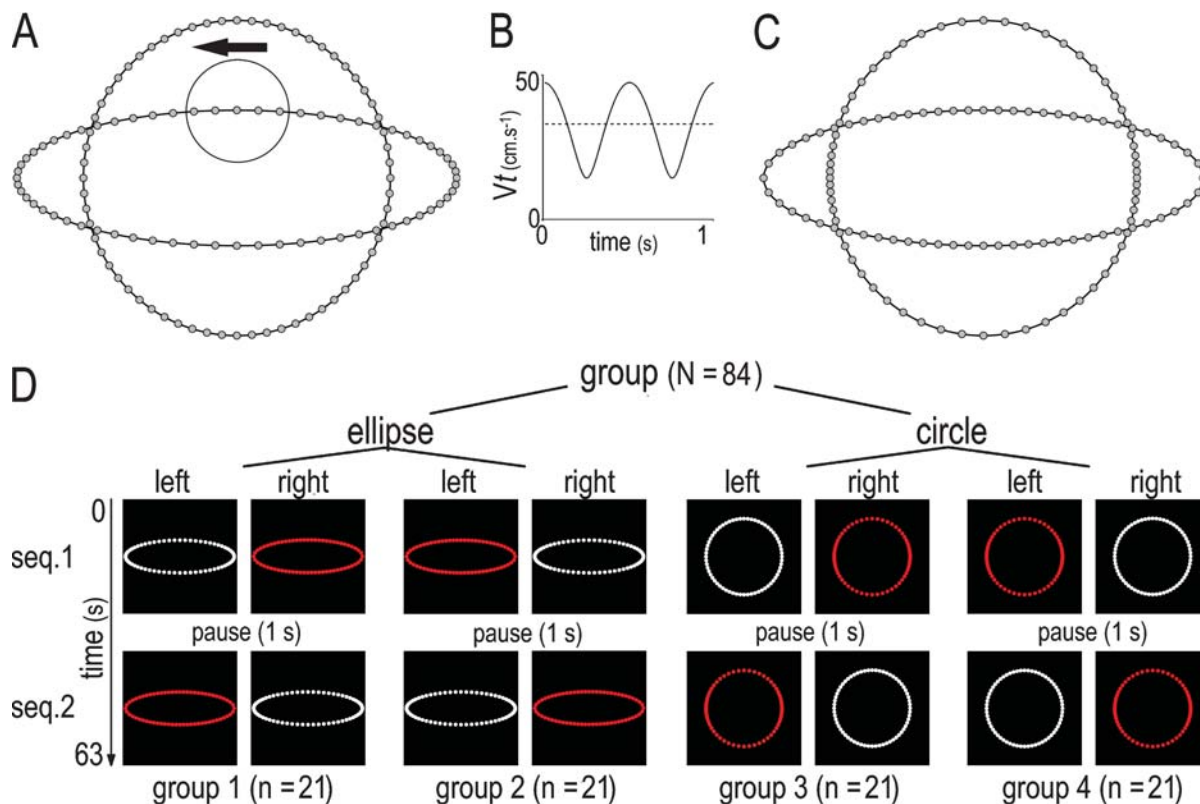 A
B
C
50
Vt (cm.s-1)
0
0
1
time (s)
D
group (N = 84)
ellipse
circle
left right left right left right left right
0
seq.1
time (s)
pause (1 s) pause (1 s) pause (1 s) pause (1 s)
seq.2
63
group 1 (n = 21) group 2 (n = 21) group 3 (n = 21) group 4 (n = 21)